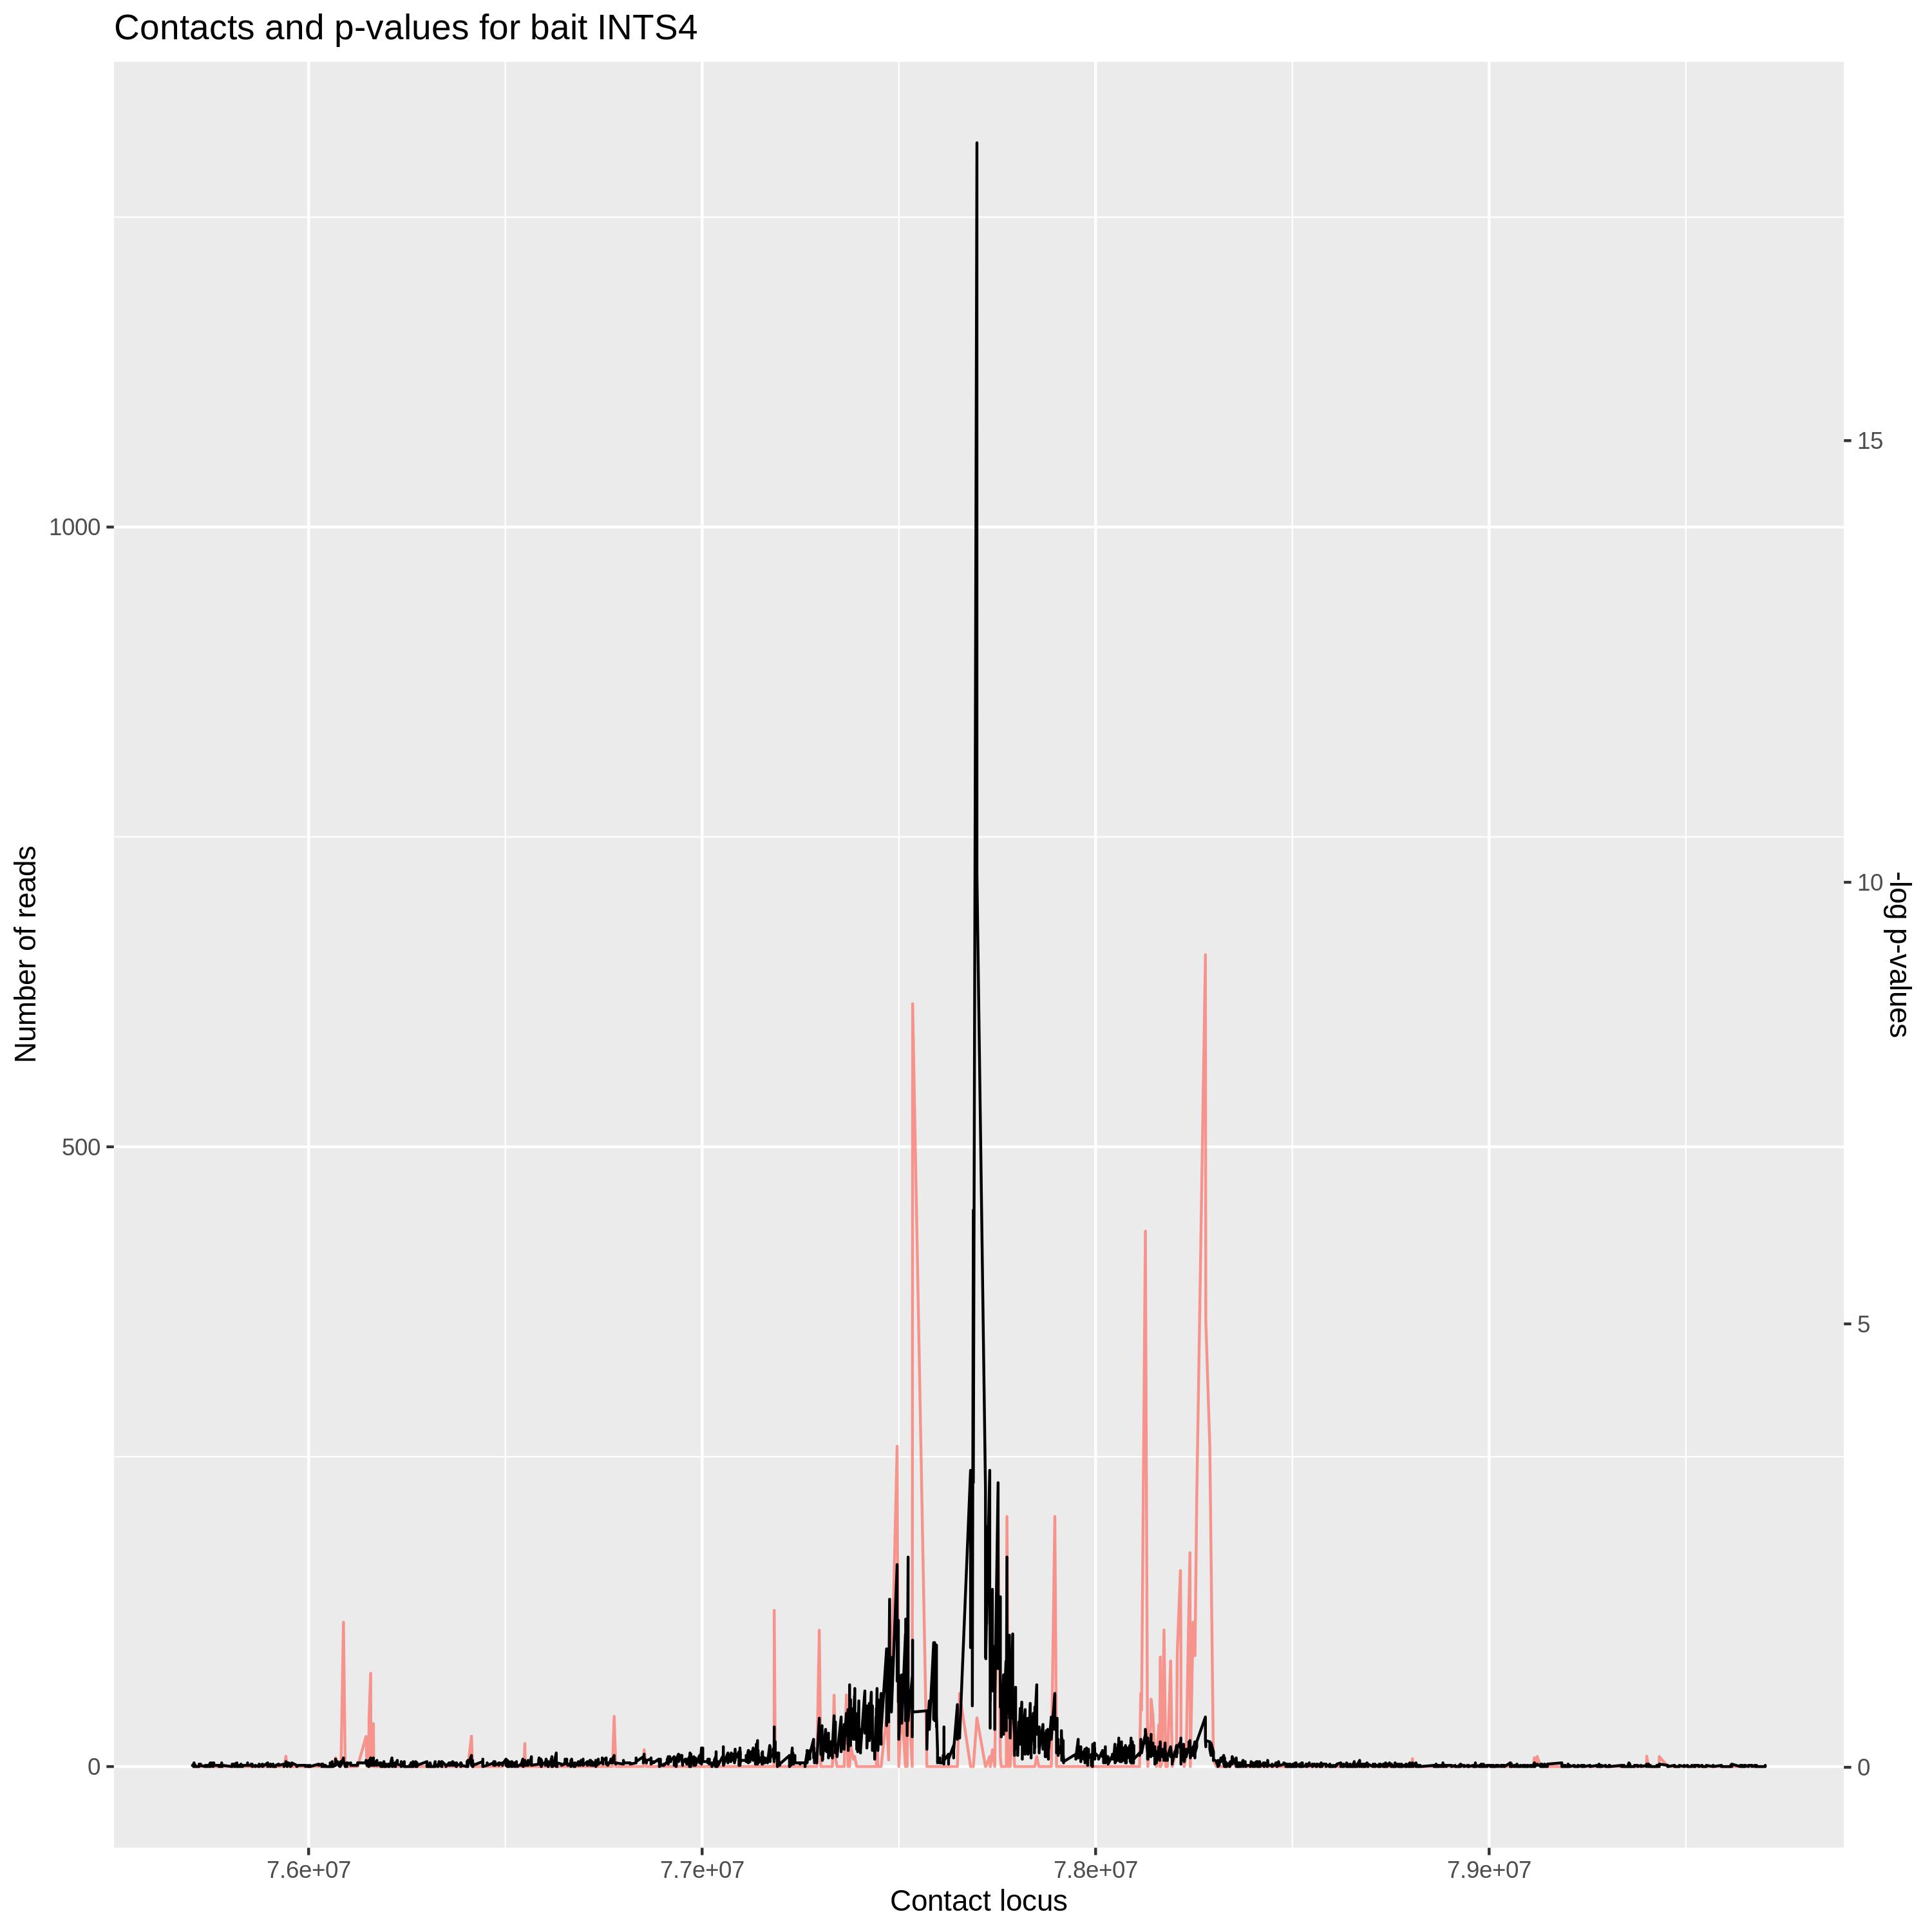 Contacts and p-values for bait INTS4
1000
500
0
Number of reads
15
10
5
0
-log p-values
7.6e+07
7.7e+07
7.8e+07
7.9e+07
Contact locus